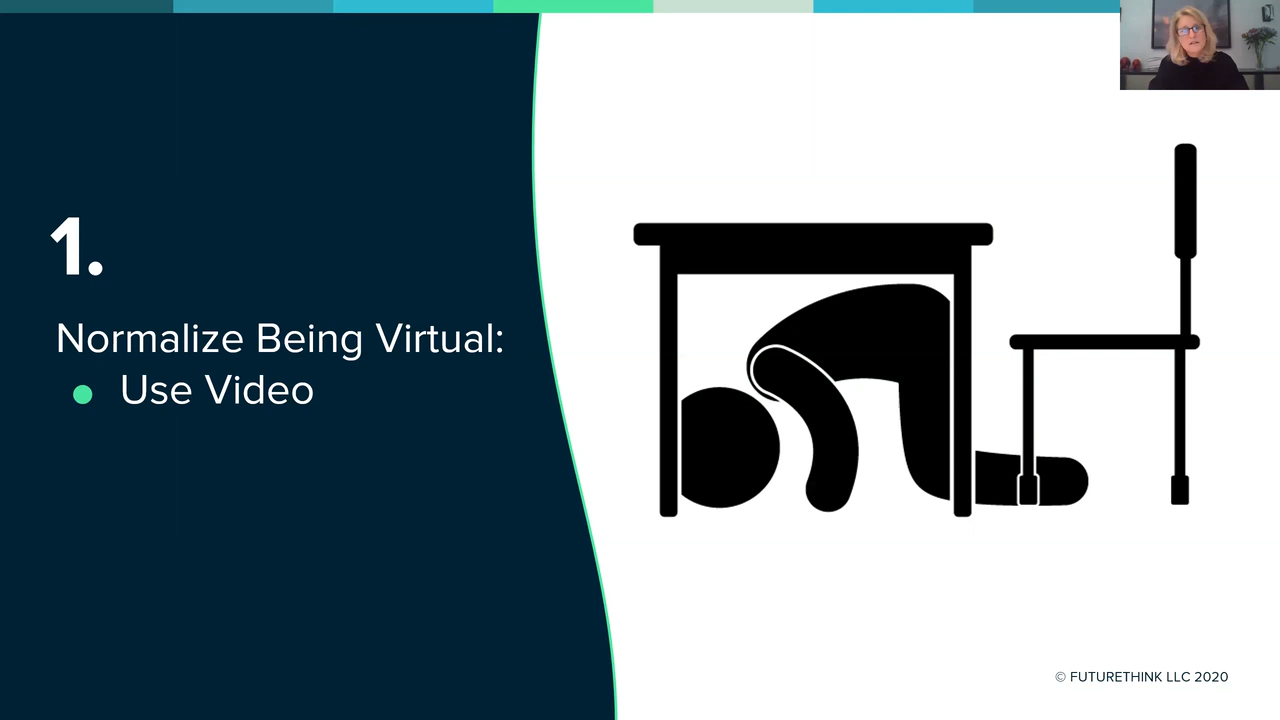 1.
Normalize Being Virtual:
● Use Video
© FUTURETHINK LLC 2020